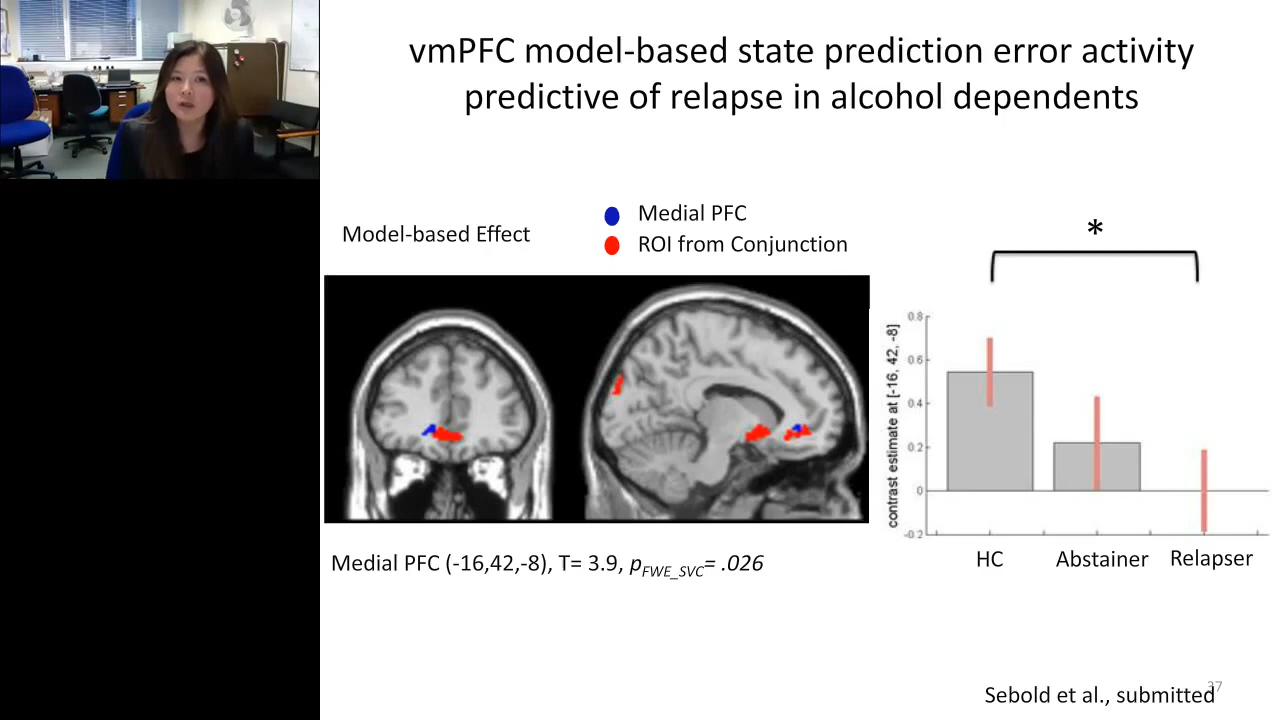 vmPFC model-based state prediction error activity
predictive of relapse in alcohol dependents
Model-based Effect
Medial PFC
ROI from Conjunction
*
contrast estimate at [-16, 42, -8]
0.8
0.6
0.4
0.2
0
-0.2
HC Abstainer Relapser
Medial PFC (-16,42,-8), T= 3.9, pFWE_SVC= .026
37
Sebold et al., submitted